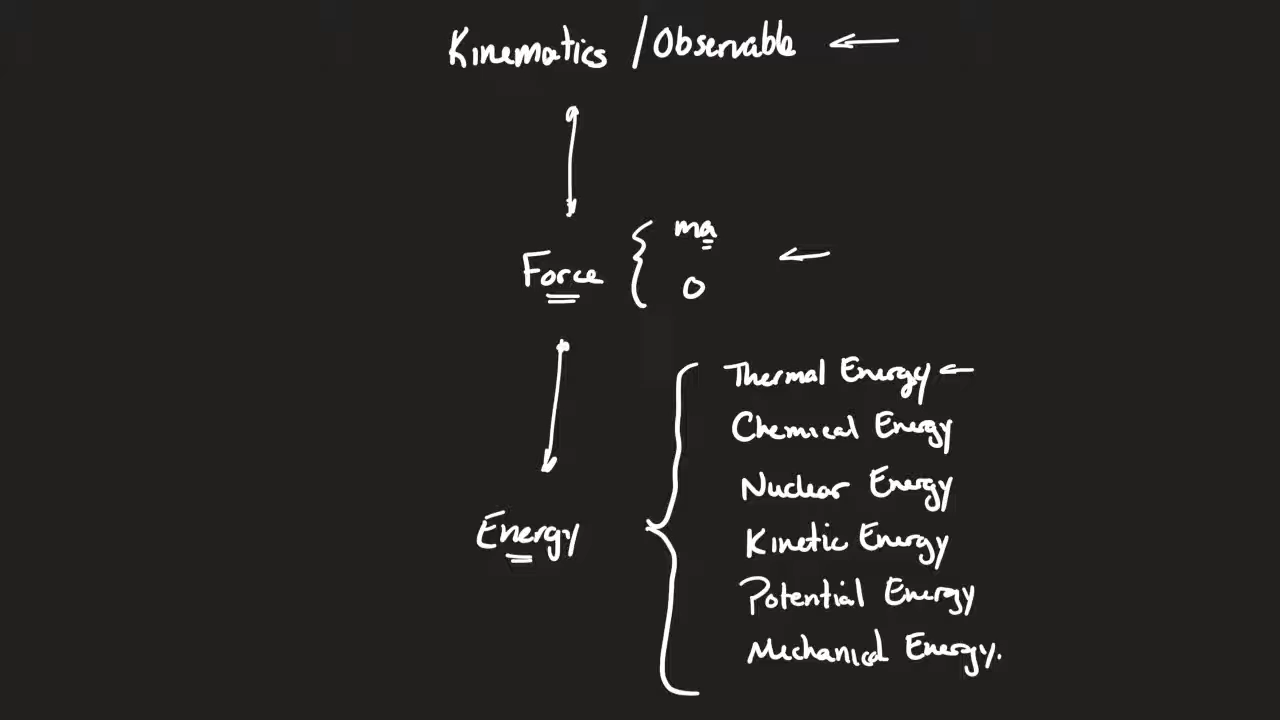 Kinematics / Observable
ma
Force
0
Thermal Energy
Chemical Energy
Nuclear Energy
Energy
Kinetic Energy
Potential Energy
Mechanical Energy.